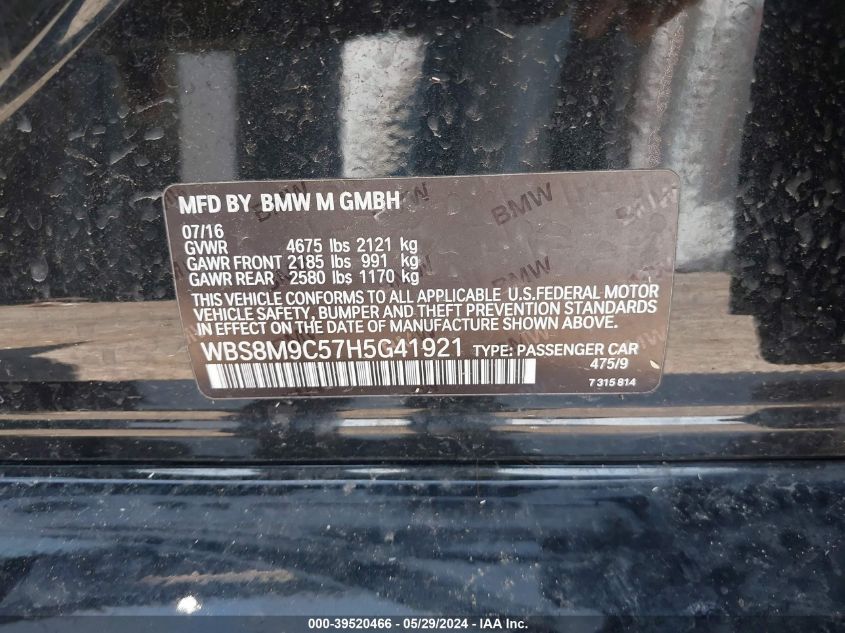 MFD BY BMW M GMBH
07/16
GVWR 4675 lbs 2121 kg
GAWR FRONT 2185 lbs 991 kg
GAWR REAR 2580 lbs 1170 kg
THIS VEHICLE CONFORMS TO ALL APPLICABLE U.S.FEDERAL MOTOR
VEHICLE SAFETY, BUMPER AND THEFT PREVENTION STANDARDS
IN EFFECT ON THE DATE OF MANUFACTURE SHOWN ABOVE.
WBS8M9C57H5G41921 TYPE: PASSENGER CAR
475/9
7 315 814
BMW
BMW
000-39520466 - 05/29/2024 - © IAA Inc.